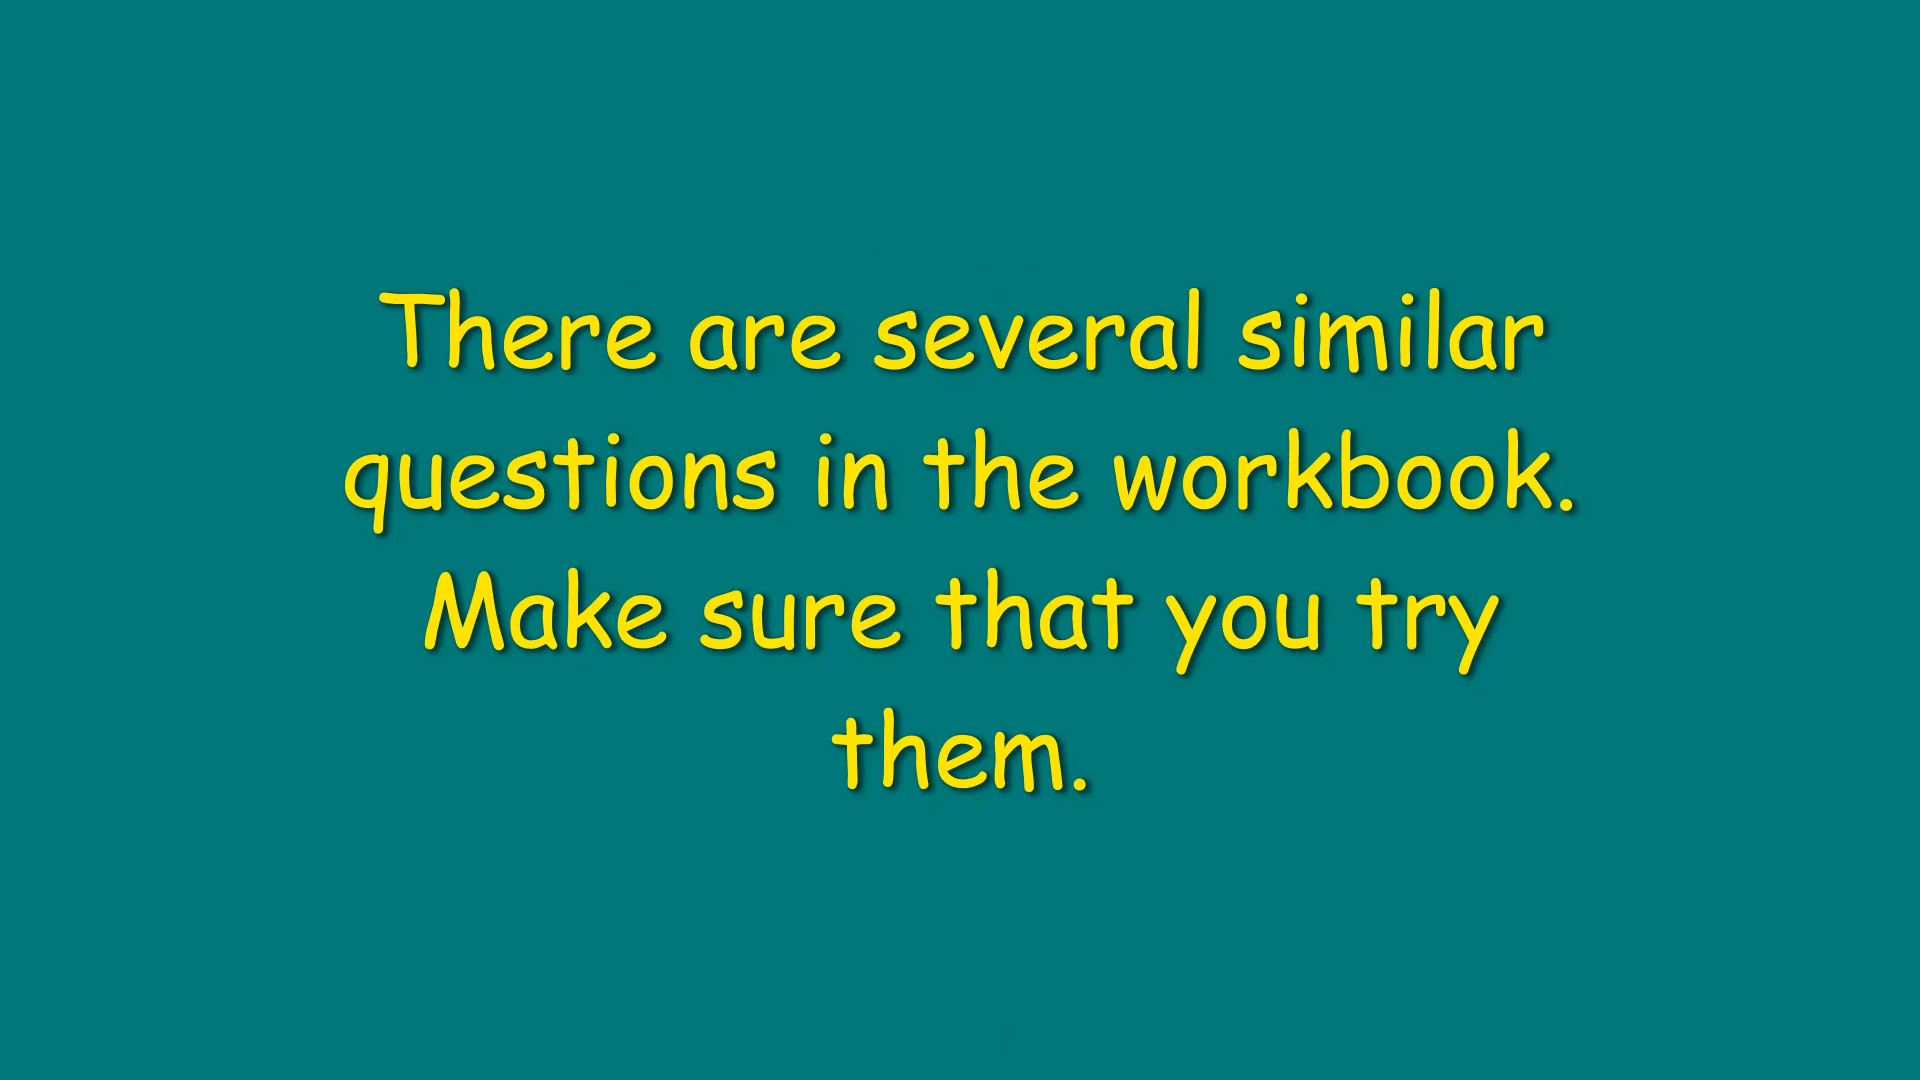 There are several similar
questions in the workbook.
Make sure that you try
them.